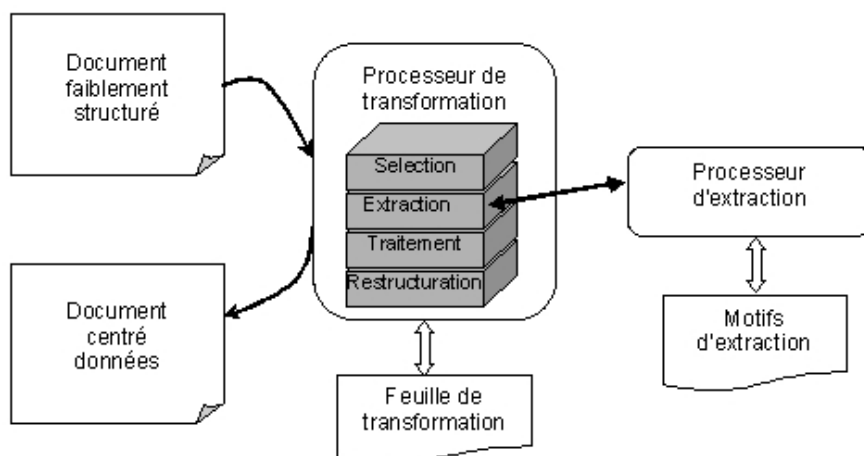 Document
faiblement
structuré
Processeur de
transformation
Selection
Extraction
Traitement
Restructuration
Processeur
d'extraction
Document
centré
données
Motifs
d'extraction
Feuille de
transformation